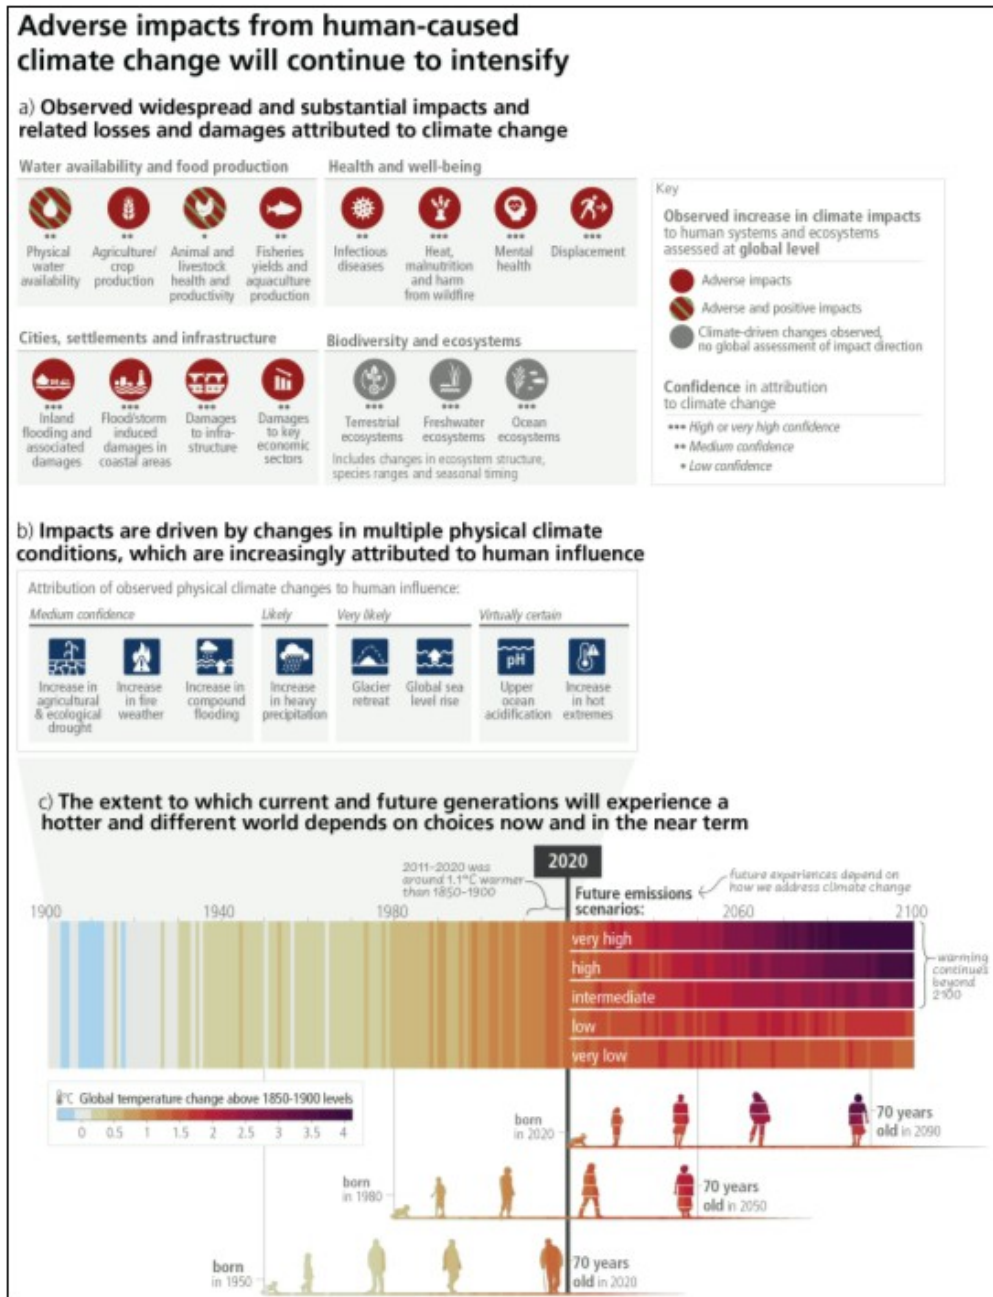 Adverse impacts from human-caused
climate change will continue to intensify
a) Observed widespread and substantial impacts and
related losses and damages attributed to climate change
Water availability and food production
Physical
water
availability
Agriculture/
crop
production
Animal and
livestock
health and
productivity
Fisheries
yields and
aquaculture
production
Health and well-being
Infectious
diseases
Heat,
malnutrition
and harm
from wildfire
Mental
health
Displacement
Key
Observed increase in climate impacts
to human systems and ecosystems
assessed at global level
Adverse impacts
Adverse and positive impacts
Climate-driven changes observed,
no global assessment of impact direction
Confidence in attribution
to climate change
••• High or very high confidence
•• Medium confidence
• Low confidence
Cities, settlements and infrastructure
Inland
flooding and
associated
damages
Flood/storm
induced
damages in
coastal areas
Damages
to infra-
structure
Damages
to key
economic
sectors
Biodiversity and ecosystems
Terrestrial
ecosystems
Freshwater
ecosystems
Ocean
ecosystems
Includes changes in ecosystem structure,
species ranges and seasonal timing
b) Impacts are driven by changes in multiple physical climate
conditions, which are increasingly attributed to human influence
Attribution of observed physical climate changes to human influence:
Medium confidence
Increase in
agricultural
& ecological
drought
Increase
in fire
weather
Increase in
compound
flooding
Likely
Increase
in heavy
precipitation
Very likely
Glacier
retreat
Global sea
level rise
Virtually certain
pH
Upper
ocean
acidification
Increase
in hot
extremes
c) The extent to which current and future generations will experience a
hotter and different world depends on choices now and in the near term
2011-2020 was
around 1.1°C warmer
than 1850-1900
2020
future experiences depend on
how we address climate change
Future emissions
scenarios:
1900
1940
1980
2060
2100
very high
high
intermediate
low
very low
warming
continues
beyond
2100
°C Global temperature change above 1850-1900 levels
0 0.5 1 1.5 2 2.5 3 3.5 4
born
in 2020
70 years
old in 2090
born
in 1980
70 years
old in 2050
born
in 1950
70 years
old in 2020